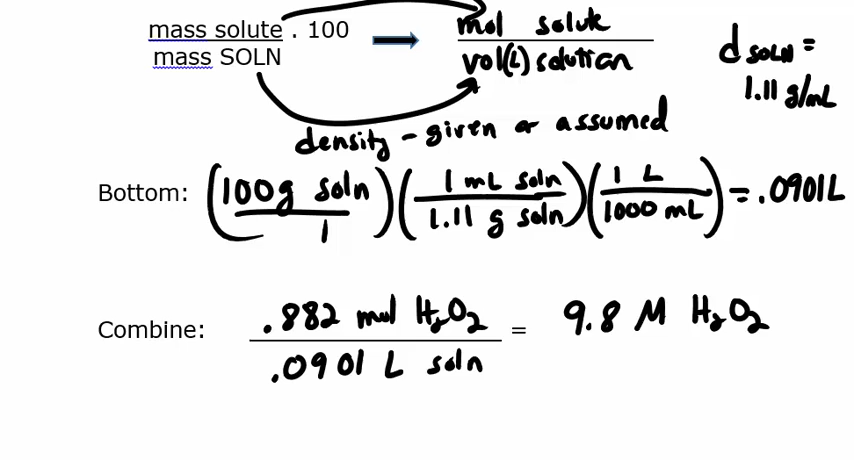 mass solute . 100
mass SOLN
mol solute
vol(L) solution
d SOLN =
1.11 g/mL
density - given or assumed
Bottom: (100g soln / 1) (1 mL soln / 1.11 g soln) (1 L / 1000 mL) = .0901L
Combine: .882 mol H₂O₂ / .0901 L soln = 9.8 M H₂O₂